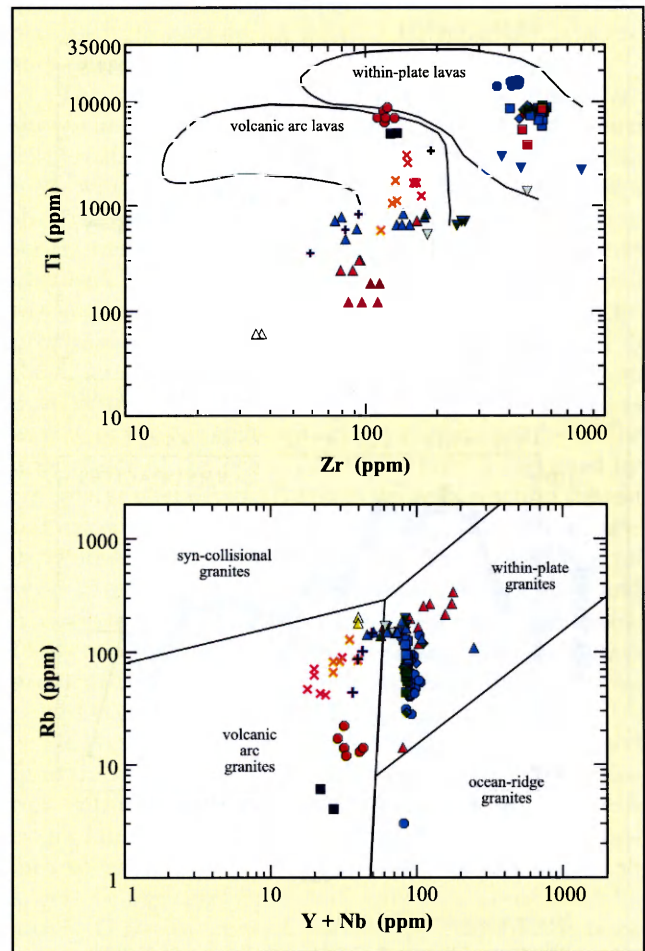 35000
within-plate lavas
10000
volcanic arc lavas
1000
Ti (ppm)
100
10
10
100
1000
Zr (ppm)
1000
syn-collisional
granites
within-plate
granites
100
Rb (ppm)
volcanic
arc
granites
10
ocean-ridge
granites
1
1
10
100
1000
Y + Nb (ppm)